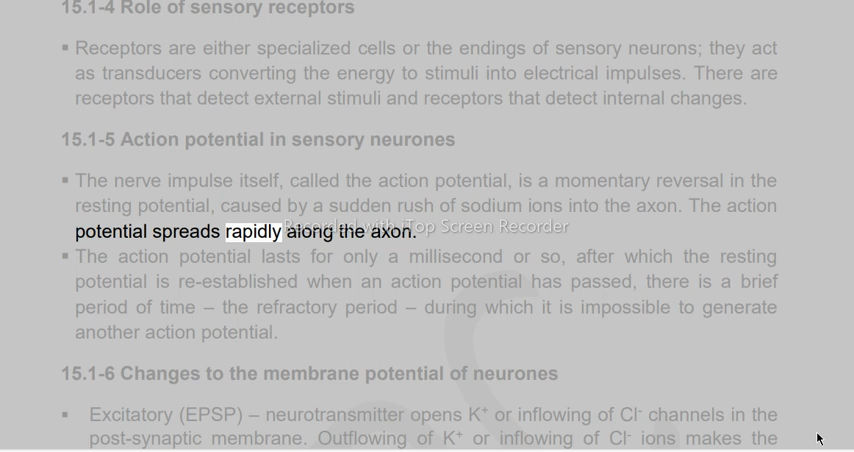 15.1-4 Role of sensory receptors
▪ Receptors are either specialized cells or the endings of sensory neurons; they act
as transducers converting the energy to stimuli into electrical impulses. There are
receptors that detect external stimuli and receptors that detect internal changes.
15.1-5 Action potential in sensory neurones
▪ The nerve impulse itself, called the action potential, is a momentary reversal in the
resting potential, caused by a sudden rush of sodium ions into the axon. The action
potential spreads rapidly along the axon.
Recorded with iTop Screen Recorder
▪ The action potential lasts for only a millisecond or so, after which the resting
potential is re-established when an action potential has passed, there is a brief
period of time – the refractory period – during which it is impossible to generate
another action potential.
15.1-6 Changes to the membrane potential of neurones
▪ Excitatory (EPSP) – neurotransmitter opens K⁺ or inflowing of Cl⁻ channels in the
post-synaptic membrane. Outflowing of K⁺ or inflowing of Cl⁻ ions makes the